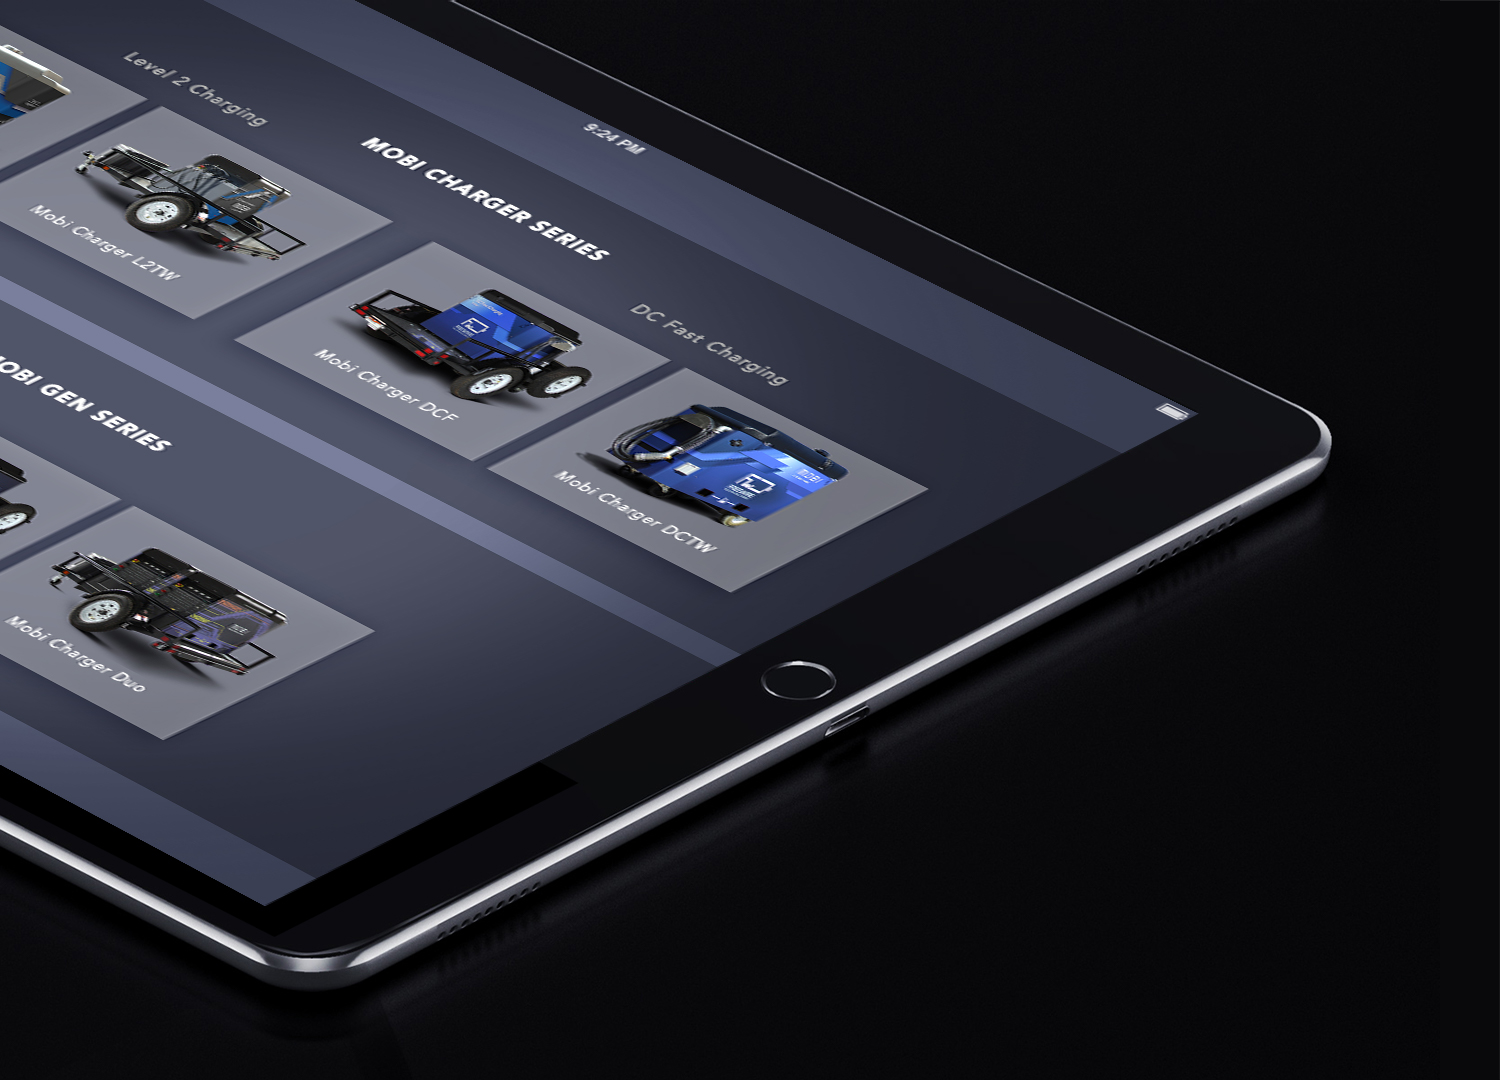 9:24 PM
MOBI CHARGER SERIES
Level 2 Charging
DC Fast Charging
Mobi Charger L2TW
Mobi Charger DCF
Mobi Charger DCTW
MOBI
OBI GEN SERIES
Mobi Charger Duo